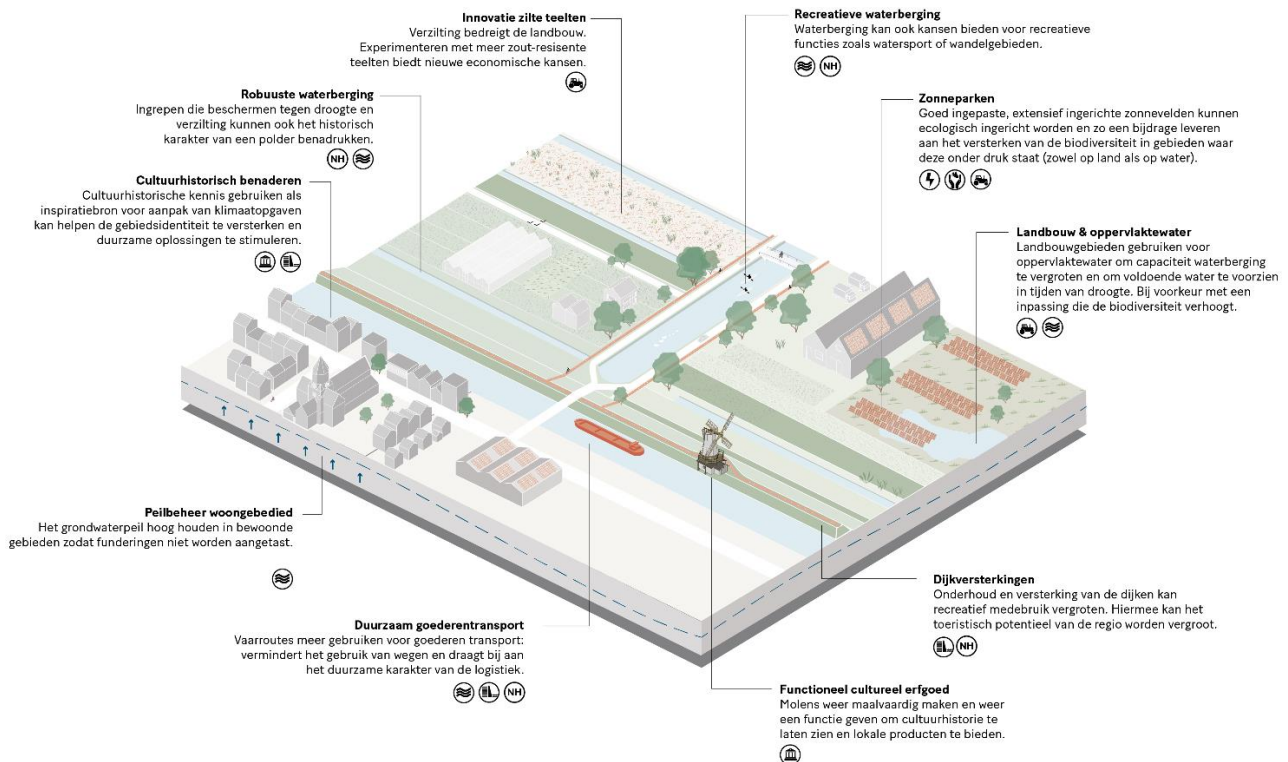 Innovatie zilte teelten
Verzilting bedreigt de landbouw.
Experimenteren met meer zout-resisente
teelten biedt nieuwe economische kansen.
Recreatieve waterberging
Waterberging kan ook kansen bieden voor recreatieve
functies zoals watersport of wandelgebieden.
NH
Robuuste waterberging
Ingrepen die beschermen tegen droogte en
verzilting kunnen ook het historisch
karakter van een polder benadrukken.
NH
Zonneparken
Goed ingepaste, extensief ingerichte zonnevelden kunnen
ecologisch ingericht worden en zo een bijdrage leveren
aan het versterken van de biodiversiteit in gebieden waar
deze onder druk staat (zowel op land als op water).
Cultuurhistorisch benaderen
Cultuurhistorische kennis gebruiken als
inspiratiebron voor aanpak van klimaatopgaven
kan helpen de gebiedsidentiteit te versterken en
duurzame oplossingen te stimuleren.
Landbouw & oppervlaktewater
Landbouwgebieden gebruiken voor
oppervlaktewater om capaciteit waterberging
te vergroten en om voldoende water te voorzien
in tijden van droogte. Bij voorkeur met een
inpassing die de biodiversiteit verhoogt.
Peilbeheer woongebedied
Het grondwaterpeil hoog houden in bewoonde
gebieden zodat funderingen niet worden aangetast.
Dijkversterkingen
Onderhoud en versterking van de dijken kan
recreatief medebruik vergroten. Hiermee kan het
toeristisch potentieel van de regio worden vergroot.
NH
Duurzaam goederentransport
Vaarroutes meer gebruiken voor goederen transport:
vermindert het gebruik van wegen en draagt bij aan
het duurzame karakter van de logistiek.
NH
Functioneel cultureel erfgoed
Molens weer maalvaardig maken en weer
een functie geven om cultuurhistorie te
laten zien en lokale producten te bieden.